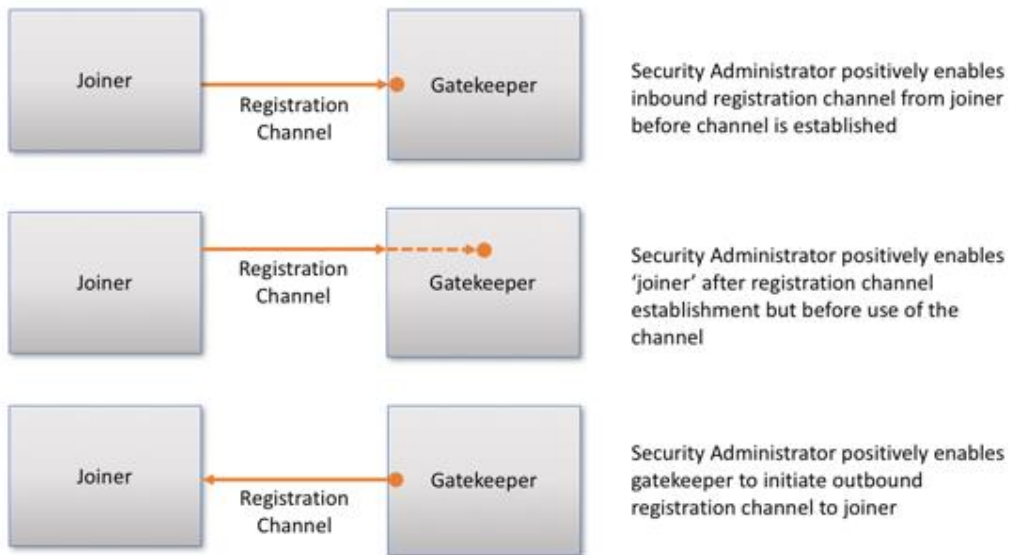 Joiner
Registration
Channel
Gatekeeper
Security Administrator positively enables
inbound registration channel from joiner
before channel is established
Joiner
Registration
Channel
Gatekeeper
Security Administrator positively enables
‘joiner’ after registration channel
establishment but before use of the
channel
Joiner
Registration
Channel
Gatekeeper
Security Administrator positively enables
gatekeeper to initiate outbound
registration channel to joiner